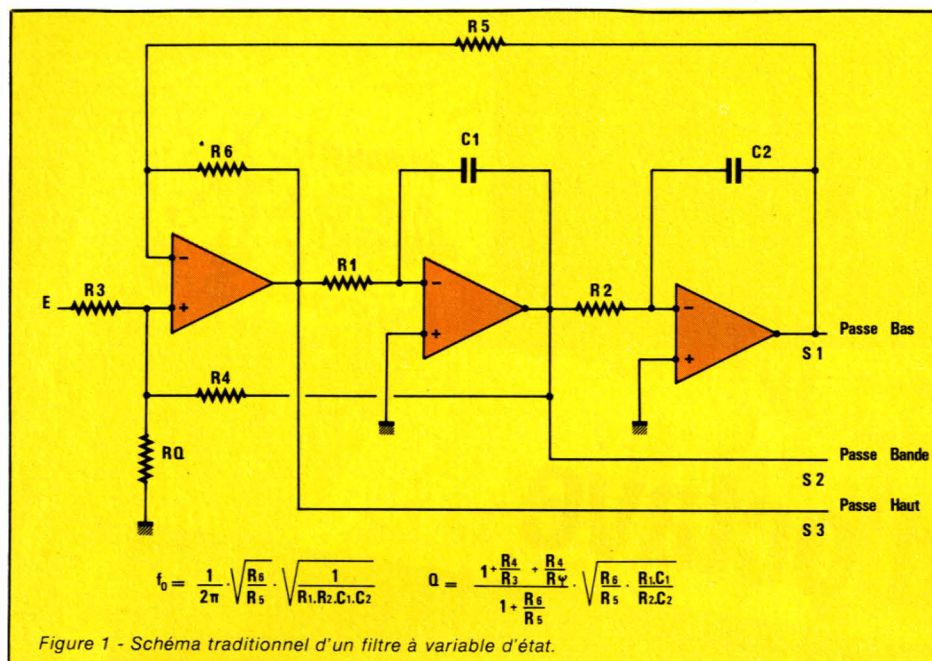 R5
R6
C1
C2
R1
R2
E
R3
−
+
−
+
−
+
Passe Bas
S1
R4
RQ
Passe Bande
S2
Passe Haut
S3
f₀ = 1/2π · √(R6/R5) · √(1/R1.R2.C1.C2)
Q = (1 + R4/R3 + R4/Rψ)/(1 + R6/R5) · √(R6/R5 · R1.C1/R2.C2)
Figure 1 - Schéma traditionnel d'un filtre à variable d'état.